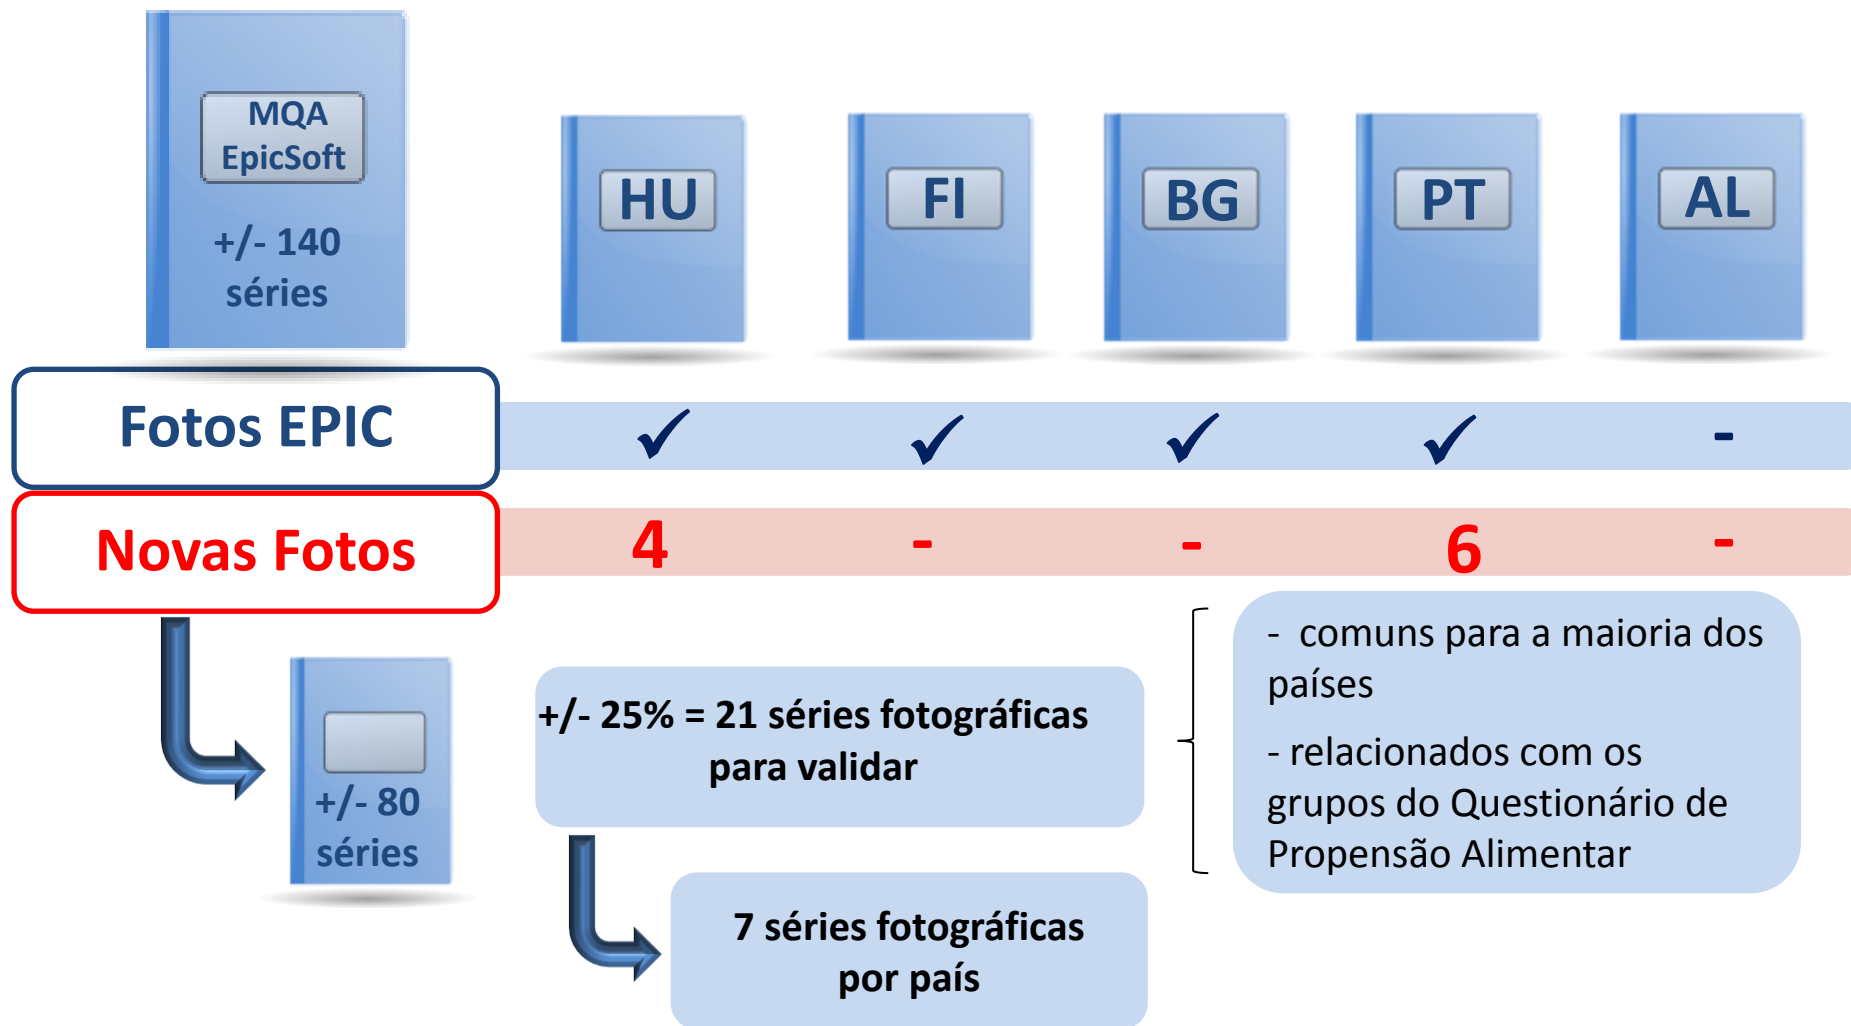 MQA
EpicSoft
+/- 140
séries
HU
FI
BG
PT
AL
Fotos EPIC
✓ ✓ ✓ ✓ -
Novas Fotos
4 - - 6 -
+/- 80
séries
+/- 25% = 21 séries fotográficas
para validar
- comuns para a maioria dos
países
- relacionados com os
grupos do Questionário de
Propensão Alimentar
7 séries fotográficas
por país